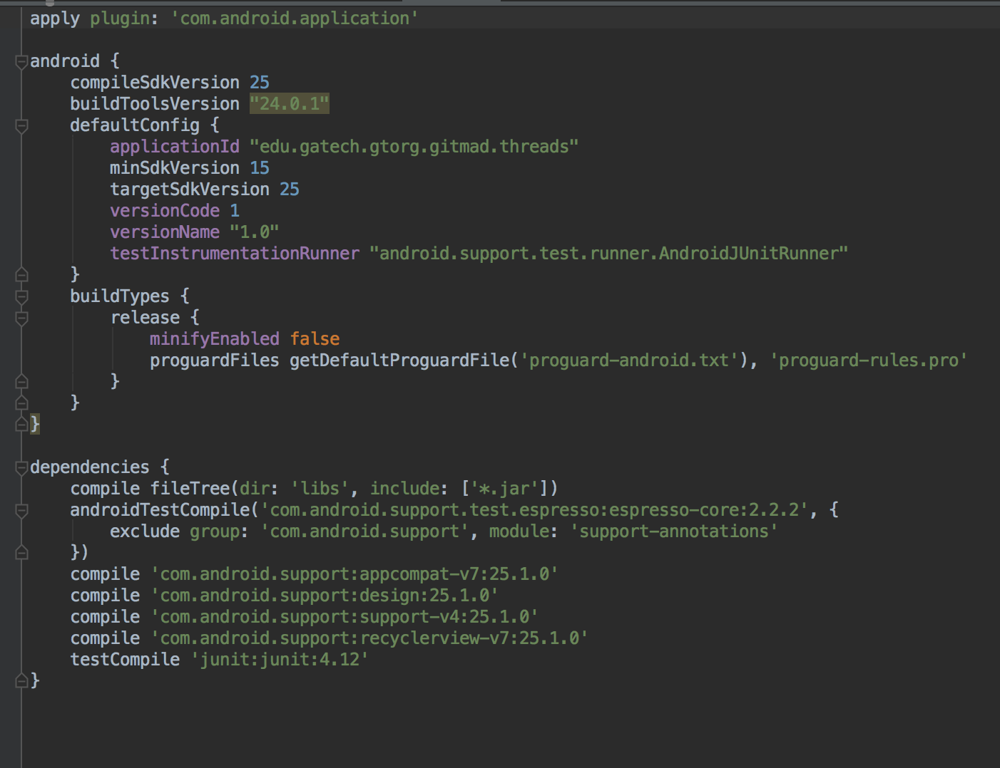 apply plugin: 'com.android.application'
android {
compileSdkVersion 25
buildToolsVersion "24.0.1"
defaultConfig {
applicationId "edu.gatech.gtorg.gitmad.threads"
minSdkVersion 15
targetSdkVersion 25
versionCode 1
versionName "1.0"
testInstrumentationRunner "android.support.test.runner.AndroidJUnitRunner"
}
buildTypes {
release {
minifyEnabled false
proguardFiles getDefaultProguardFile('proguard-android.txt'), 'proguard-rules.pro'
}
}
}
dependencies {
compile fileTree(dir: 'libs', include: ['*.jar'])
androidTestCompile('com.android.support.test.espresso:espresso-core:2.2.2', {
exclude group: 'com.android.support', module: 'support-annotations'
})
compile 'com.android.support:appcompat-v7:25.1.0'
compile 'com.android.support:design:25.1.0'
compile 'com.android.support:support-v4:25.1.0'
compile 'com.android.support:recyclerview-v7:25.1.0'
testCompile 'junit:junit:4.12'
}